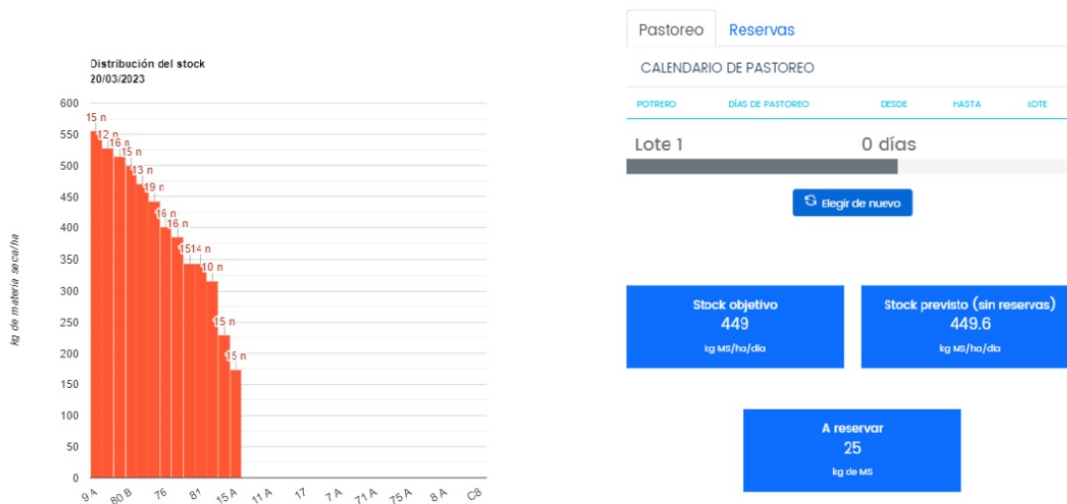 Distribución del stock
20/03/2023
600
550
500
450
400
350
300
250
200
150
100
50
0
kg de materia seca/ha
15 n
12 n
16 n
15 n
13 n
19 n
16 n
16 n
1514 n
10 n
15 n
15 n
9 A
80 B
76
81
15 A
11 A
17
7 A
71 A
75 A
8 A
C8
Pastoreo Reservas
CALENDARIO DE PASTOREO
POTRERO DÍAS DE PASTOREO DESDE HASTA LOTE
Lote 1 0 días
Elegir de nuevo
Stock objetivo
449
kg MS/ha/día
Stock previsto (sin reservas)
449.6
kg MS/ha/día
A reservar
25
kg de MS